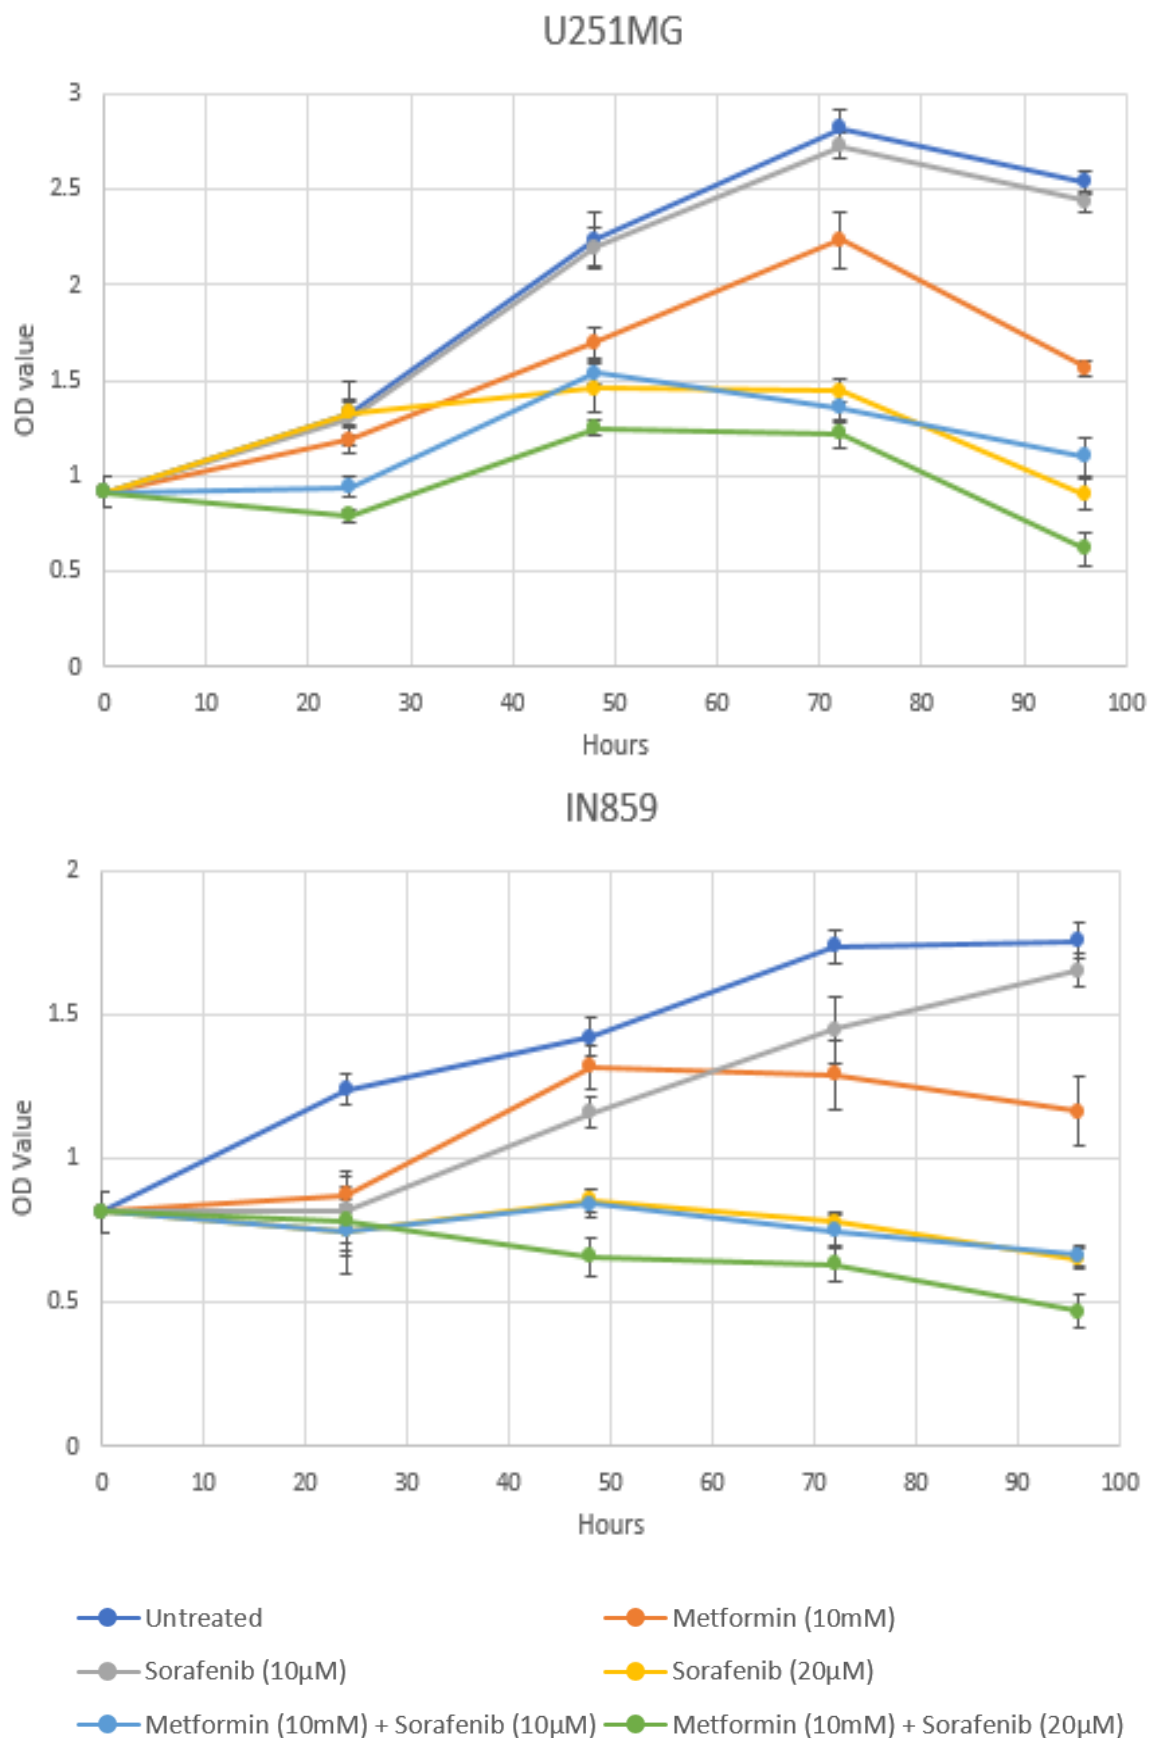 U251MG
3
2.5
2
1.5
1
0.5
0
OD value
0 10 20 30 40 50 60 70 80 90 100
Hours
IN859
2
1.5
1
0.5
0
OD Value
0 10 20 30 40 50 60 70 80 90 100
Hours
Untreated Metformin (10mM)
Sorafenib (10µM) Sorafenib (20µM)
Metformin (10mM) + Sorafenib (10µM) Metformin (10mM) + Sorafenib (20µM)